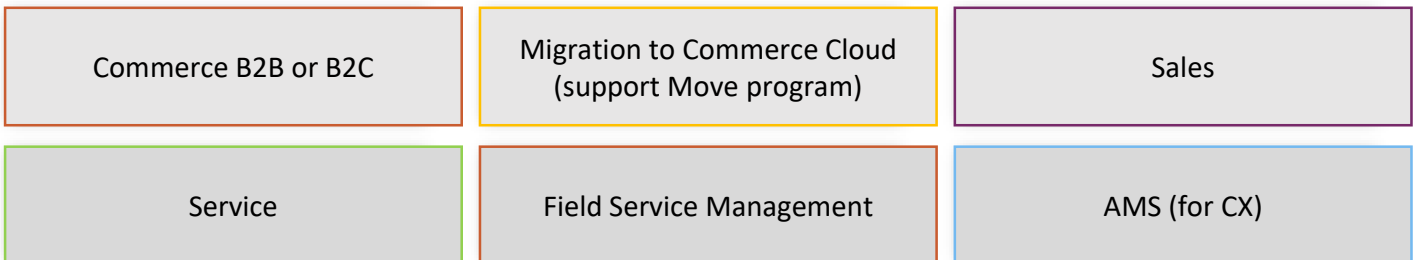 Commerce B2B or B2C
Migration to Commerce Cloud
(support Move program)
Sales
Service
Field Service Management
AMS (for CX)